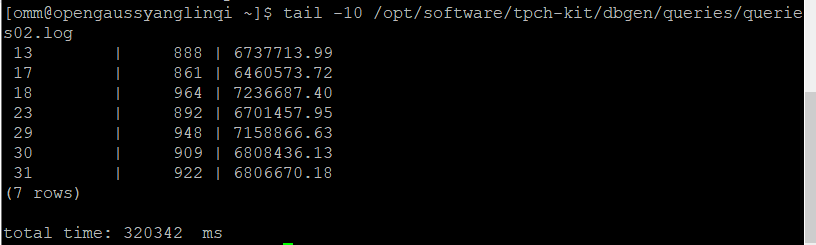 [omm@opengaussyanglinqi ~]$ tail -10 /opt/software/tpch-kit/dbgen/queries/querie
s02.log
13 | 888 | 6737713.99
17 | 861 | 6460573.72
18 | 964 | 7236687.40
23 | 892 | 6701457.95
29 | 948 | 7158866.63
30 | 909 | 6808436.13
31 | 922 | 6806670.18
(7 rows)
total time: 320342 ms